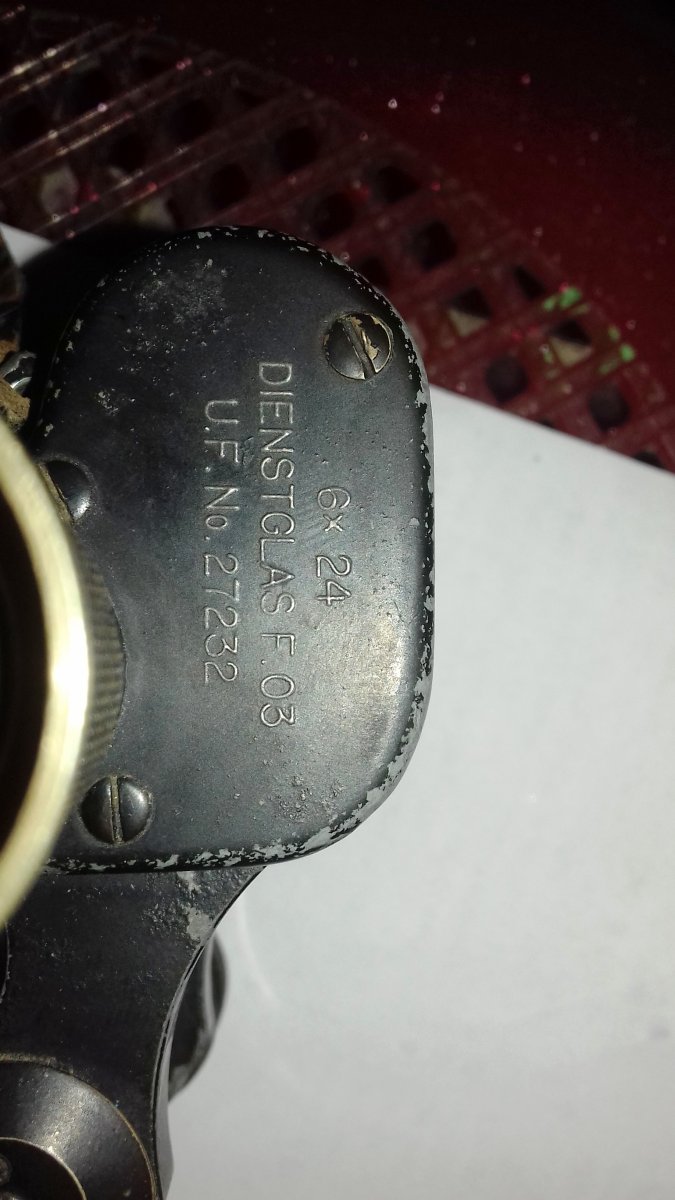 6x 24
DIENSTGLAS F.03
U.F. No. 27232